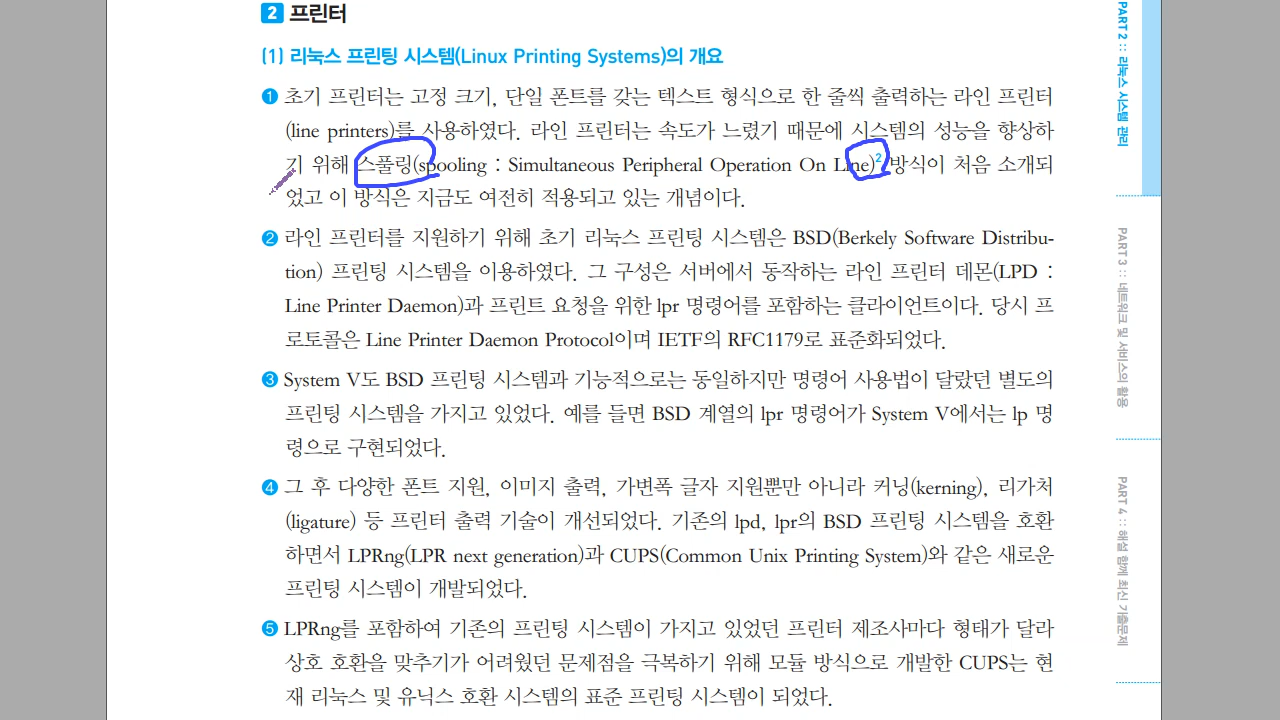 2 프린터
(1) 리눅스 프린팅 시스템(Linux Printing Systems)의 개요
1 초기 프린터는 고정 크기, 단일 폰트를 갖는 텍스트 형식으로 한 줄씩 출력하는 라인 프린터
(line printers)를 사용하였다. 라인 프린터는 속도가 느렸기 때문에 시스템의 성능을 향상하
기 위해 스풀링(spooling : Simultaneous Peripheral Operation On Line)2 방식이 처음 소개되
었고 이 방식은 지금도 여전히 적용되고 있는 개념이다.
2 라인 프린터를 지원하기 위해 초기 리눅스 프린팅 시스템은 BSD(Berkely Software Distribu-
tion) 프린팅 시스템을 이용하였다. 그 구성은 서버에서 동작하는 라인 프린터 데몬(LPD :
Line Printer Daemon)과 프린트 요청을 위한 lpr 명령어를 포함하는 클라이언트이다. 당시 프
로토콜은 Line Printer Daemon Protocol이며 IETF의 RFC1179로 표준화되었다.
3 System V도 BSD 프린팅 시스템과 기능적으로는 동일하지만 명령어 사용법이 달랐던 별도의
프린팅 시스템을 가지고 있었다. 예를 들면 BSD 계열의 lpr 명령어가 System V에서는 lp 명
령으로 구현되었다.
4 그 후 다양한 폰트 지원, 이미지 출력, 가변폭 글자 지원뿐만 아니라 커닝(kerning), 리가처
(ligature) 등 프린터 출력 기술이 개선되었다. 기존의 lpd, lpr의 BSD 프린팅 시스템을 호환
하면서 LPRng(LPR next generation)과 CUPS(Common Unix Printing System)와 같은 새로운
프린팅 시스템이 개발되었다.
5 LPRng를 포함하여 기존의 프린팅 시스템이 가지고 있었던 프린터 제조사마다 형태가 달라
상호 호환을 맞추기가 어려웠던 문제점을 극복하기 위해 모듈 방식으로 개발한 CUPS는 현
재 리눅스 및 유닉스 호환 시스템의 표준 프린팅 시스템이 되었다.
PART 2 :: 리눅스 시스템 관리
PART 3 :: 네트워크 및 서비스의 활용
PART 4 :: 해설 함께 최신 기출문제